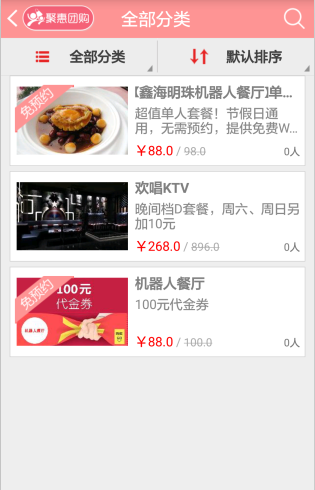 聚惠团购 全部分类
全部分类 默认排序
免预约
【鑫海明珠机器人餐厅】单...
超值单人套餐！节假日通
用，无需预约，提供免费W...
￥88.0 / 98.0 0人
欢唱KTV
晚间档D套餐，周六、周日另
加10元
￥268.0 / 896.0 0人
免预约
100元
代金券
机器人餐厅
机器人餐厅
100元代金券
￥88.0 / 100.0 0人